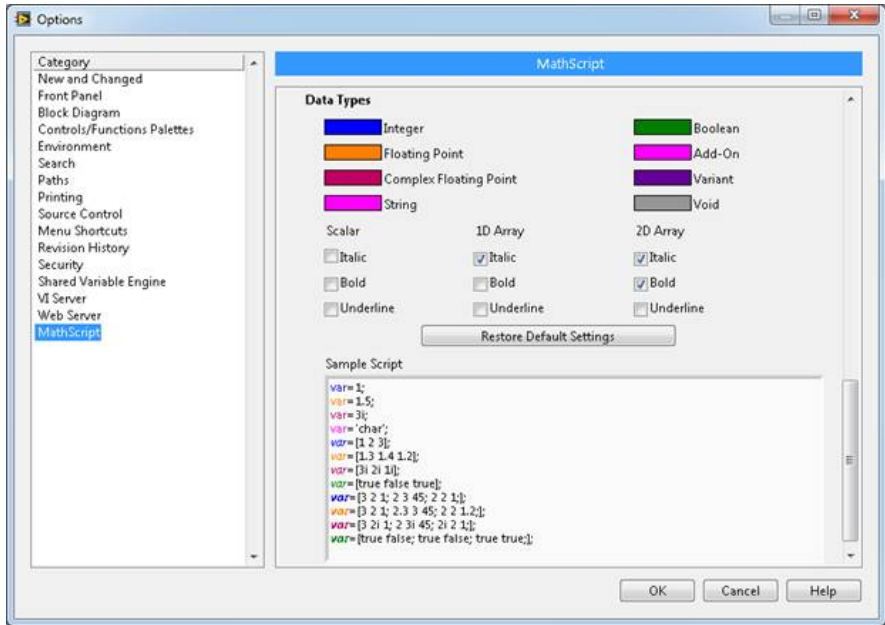 Options
Category
New and Changed
Front Panel
Block Diagram
Controls/Functions Palettes
Environment
Search
Paths
Printing
Source Control
Menu Shortcuts
Revision History
Security
Shared Variable Engine
VI Server
Web Server
MathScript
MathScript
Data Types
Integer
Boolean
Floating Point
Add-On
Complex Floating Point
Variant
String
Void
Scalar 1D Array 2D Array
Italic Italic Italic
Bold Bold Bold
Underline Underline Underline
Restore Default Settings
Sample Script
var=1;
var=1.5;
var=3i;
var='char';
var=[1 2 3];
var=[1.3 1.4 1.2];
var=[3i 2i 1i];
var=[true false true];
var=[3 2 1; 2 3 45; 2 2 1;];
var=[3 2 1; 2.3 3 45; 2 2 1.2;];
var=[3 2i 1; 2 3i 45; 2i 2 1;];
var=[true false; true false; true true;];
OK Cancel Help